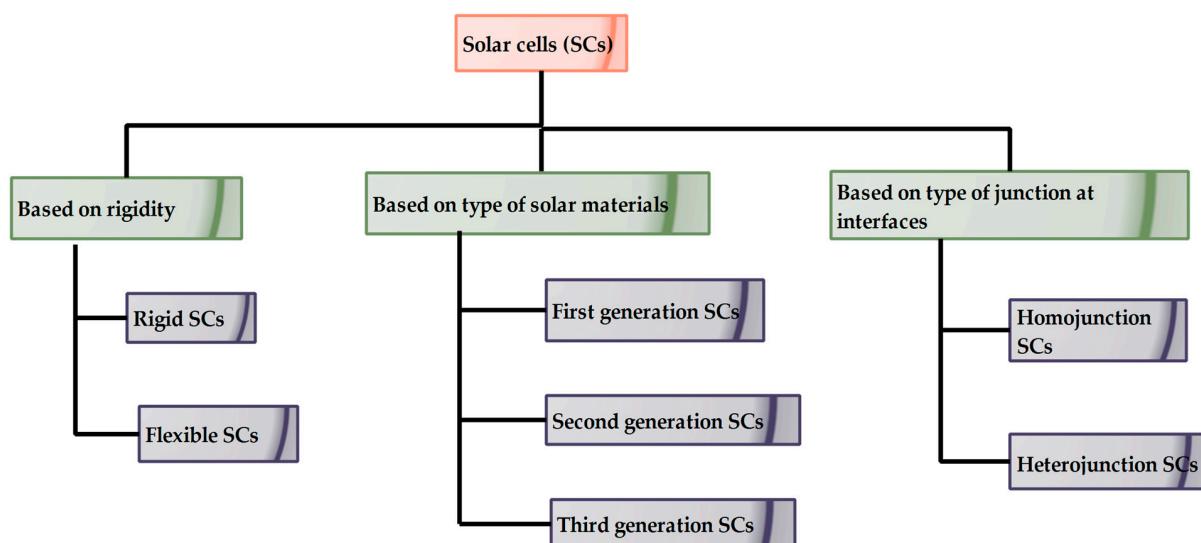 Solar cells (SCs)
Based on rigidity
Based on type of solar materials
Based on type of junction at
interfaces
Rigid SCs
Flexible SCs
First generation SCs
Second generation SCs
Third generation SCs
Homojunction
SCs
Heterojunction SCs